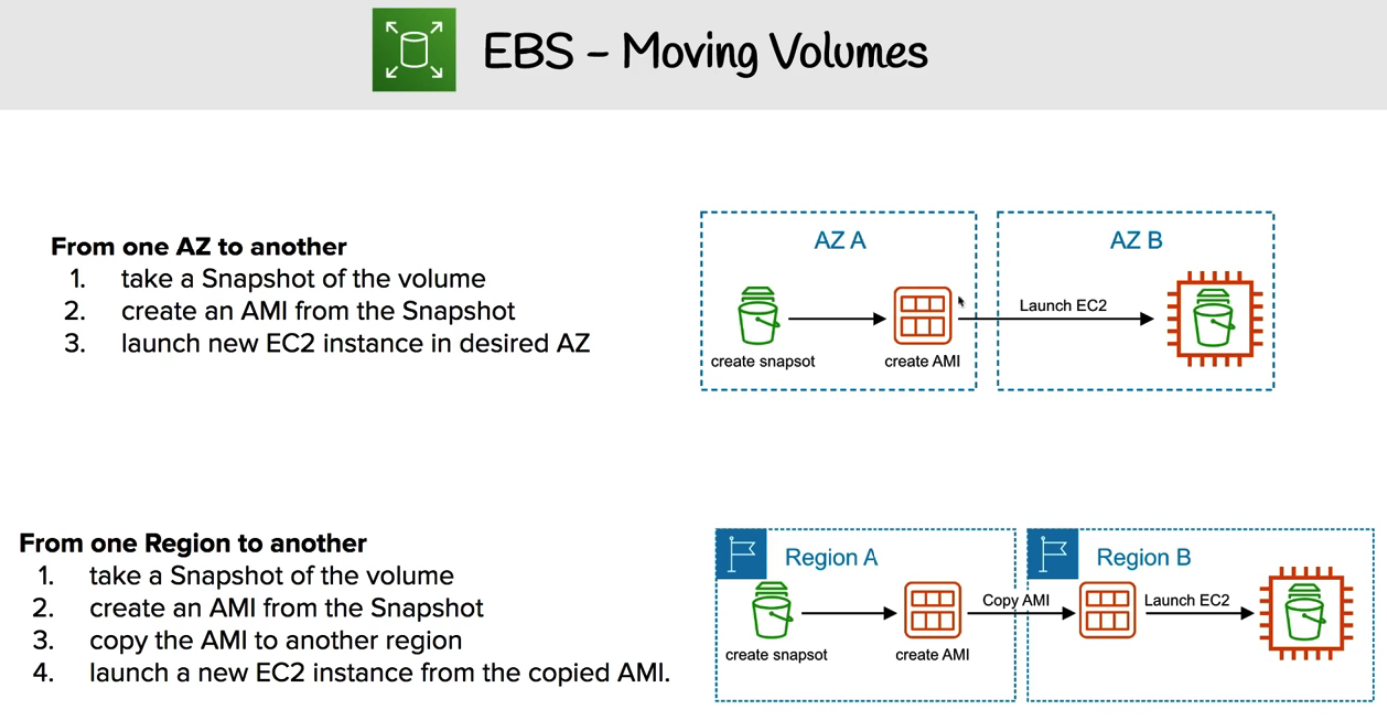 EBS - Moving Volumes
From one AZ to another
1. take a Snapshot of the volume
2. create an AMI from the Snapshot
3. launch new EC2 instance in desired AZ
AZ A
AZ B
Launch EC2
create snapsot
create AMI
From one Region to another
1. take a Snapshot of the volume
2. create an AMI from the Snapshot
3. copy the AMI to another region
4. launch a new EC2 instance from the copied AMI.
Region A
Region B
Copy AMI
Launch EC2
create snapsot
create AMI